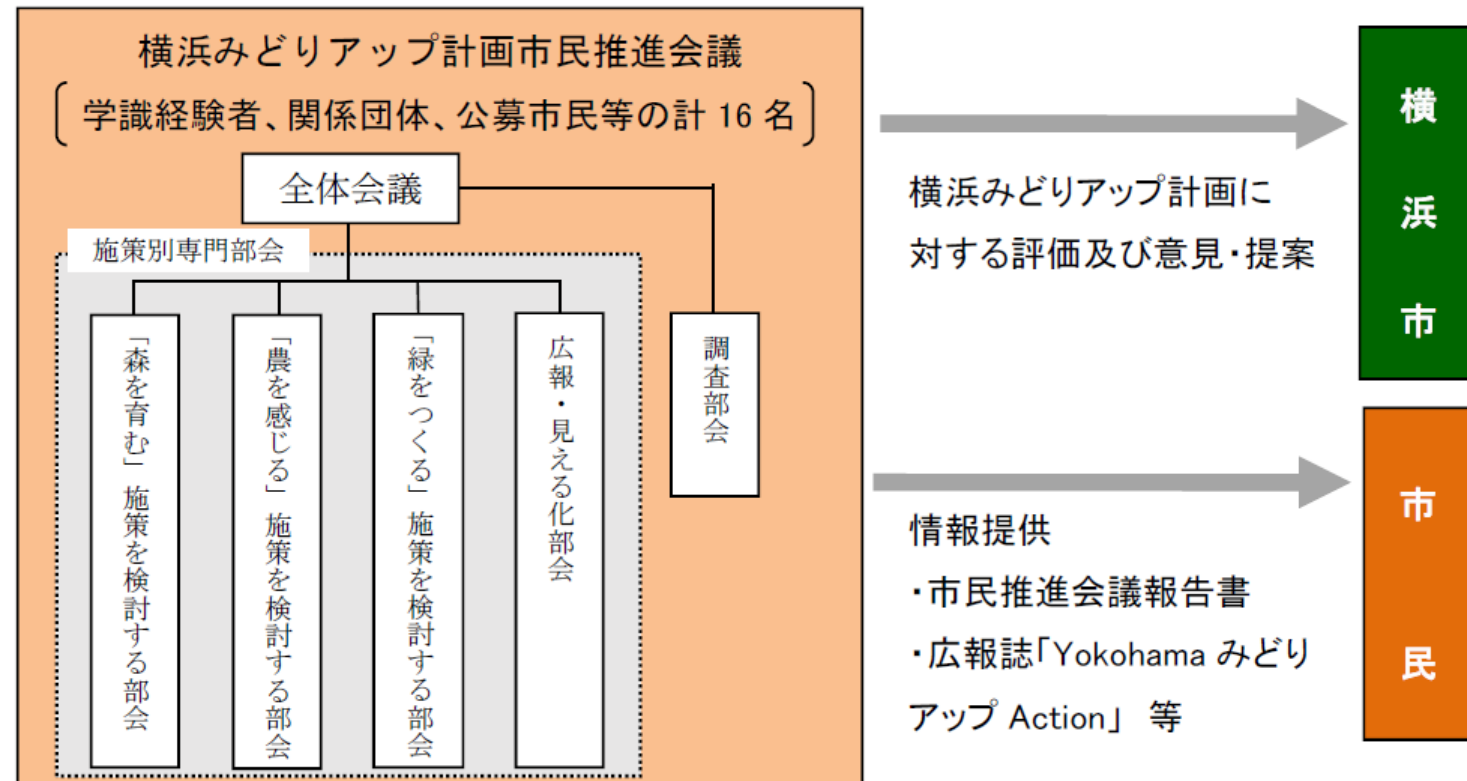 横浜みどりアップ計画市民推進会議
学識経験者、関係団体、公募市民等の計 16 名
全体会議
施策別専門部会
「森を育む」施策を検討する部会
「農を感じる」施策を検討する部会
「緑をつくる」施策を検討する部会
広報・見える化部会
調査部会
横浜みどりアップ計画に
対する評価及び意見・提案
横浜市
情報提供
・市民推進会議報告書
・広報誌「Yokohama みどり
アップ Action」 等
市民